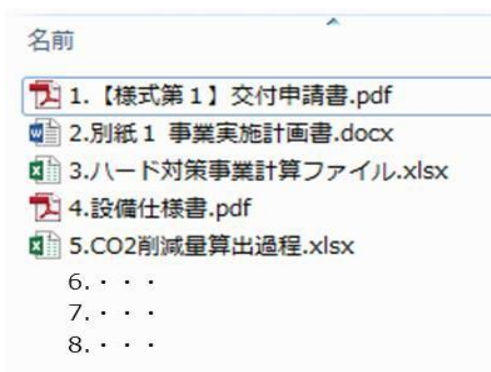 名前
1.【様式第1】交付申請書.pdf
2.別紙1 事業実施計画書.docx
3.ハード対策事業計算ファイル.xlsx
4.設備仕様書.pdf
5.CO2削減量算出過程.xlsx
6.・・・
7.・・・
8.・・・